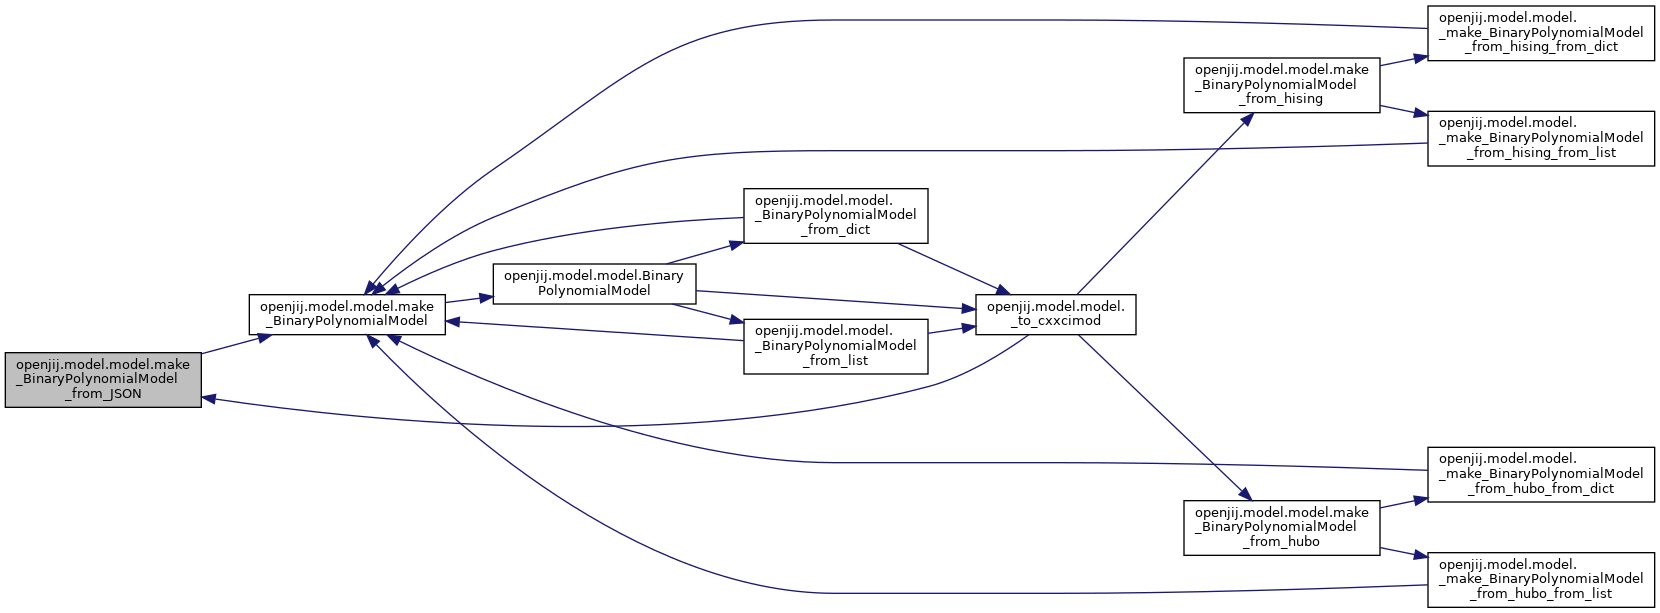 openjij.model.model.make
_BinaryPolynomialModel
_from_JSON
openjij.model.model.make
_BinaryPolynomialModel
openjij.model.model.Binary
PolynomialModel
openjij.model.model.
_BinaryPolynomialModel
_from_dict
openjij.model.model.
_BinaryPolynomialModel
_from_list
openjij.model.model.
_to_cxxcimod
openjij.model.model.make
_BinaryPolynomialModel
_from_hising
openjij.model.model.
_make_BinaryPolynomialModel
_from_hising_from_dict
openjij.model.model.
_make_BinaryPolynomialModel
_from_hising_from_list
openjij.model.model.make
_BinaryPolynomialModel
_from_hubo
openjij.model.model.
_make_BinaryPolynomialModel
_from_hubo_from_dict
openjij.model.model.
_make_BinaryPolynomialModel
_from_hubo_from_list